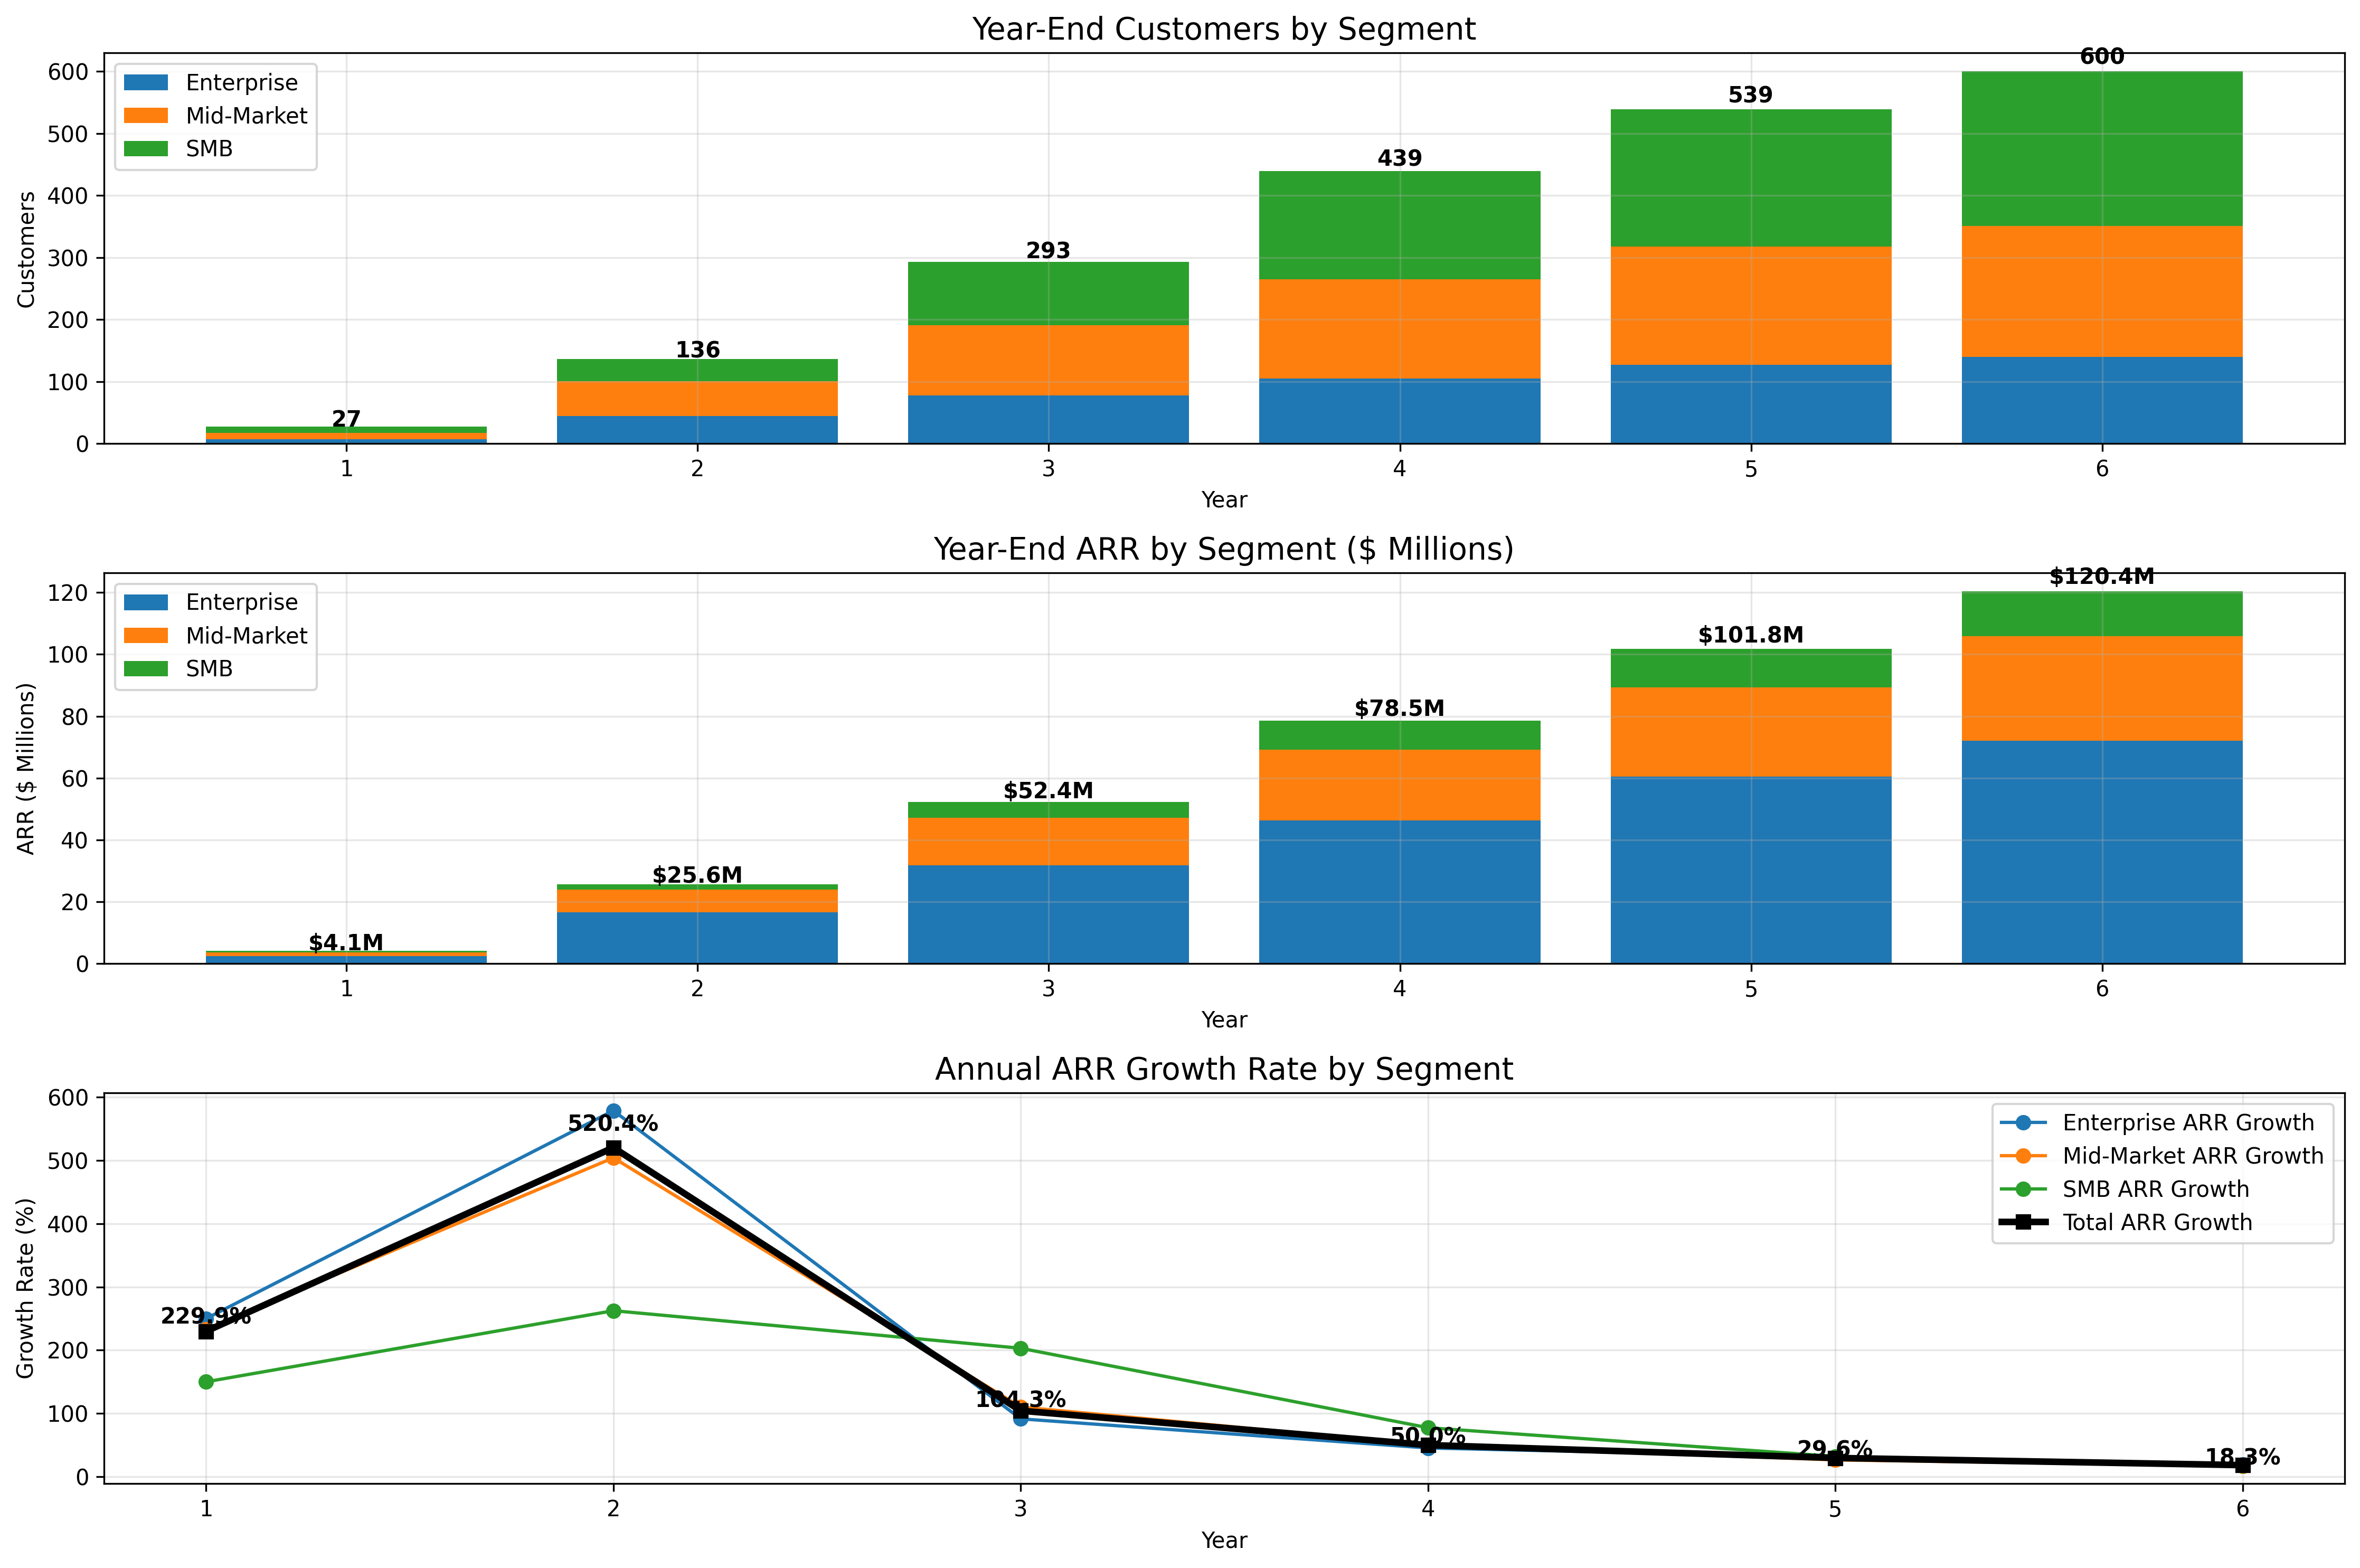 Year-End Customers by Segment
Customers
600
500
400
300
200
100
0
Enterprise
Mid-Market
SMB
27
136
293
439
539
600
1 2 3 4 5 6
Year
Year-End ARR by Segment ($ Millions)
ARR ($ Millions)
120
100
80
60
40
20
0
Enterprise
Mid-Market
SMB
$4.1M
$25.6M
$52.4M
$78.5M
$101.8M
$120.4M
1 2 3 4 5 6
Year
Annual ARR Growth Rate by Segment
Growth Rate (%)
600
500
400
300
200
100
0
Enterprise ARR Growth
Mid-Market ARR Growth
SMB ARR Growth
Total ARR Growth
229.9%
520.4%
104.3%
50.0%
29.6%
18.3%
1 2 3 4 5 6
Year